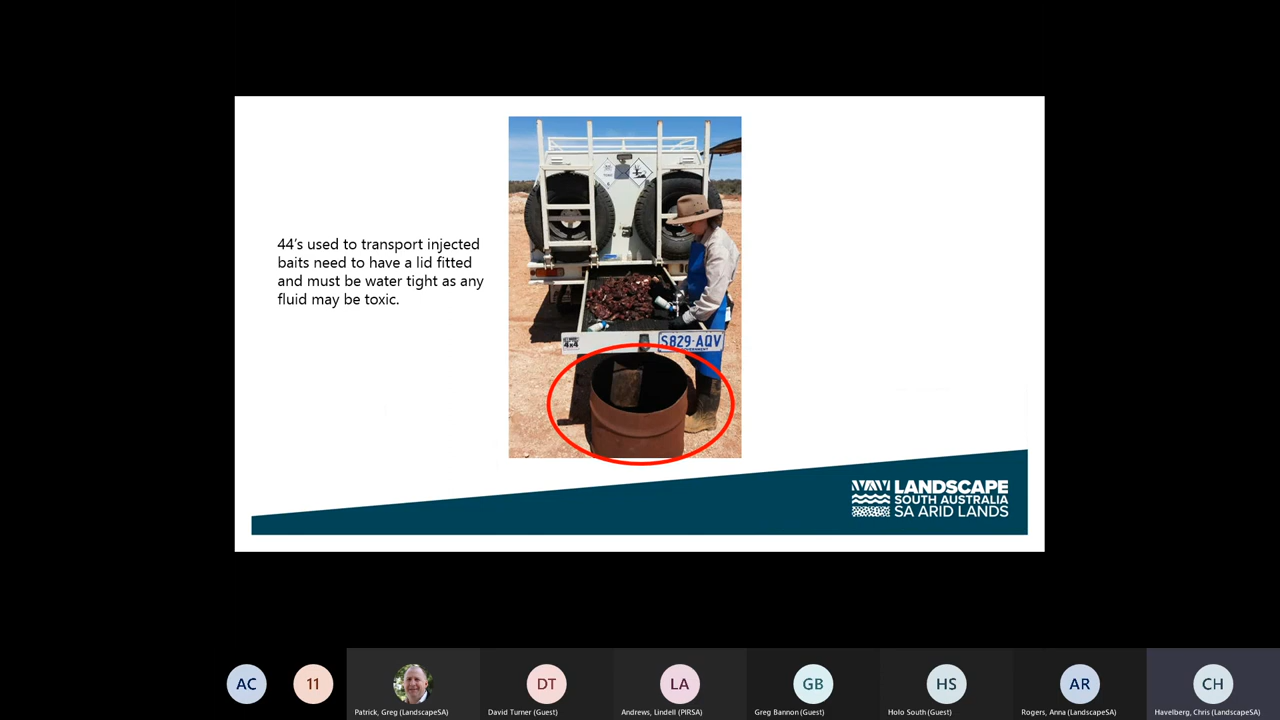 44's used to transport injected
baits need to have a lid fitted
and must be water tight as any
fluid may be toxic.
S829·AQV
LANDSCAPE
SOUTH AUSTRALIA
SA ARID LANDS
AC
11
DT
LA
GB
HS
AR
CH
Patrick, Greg (LandscapeSA)
David Turner (Guest)
Andrews, Lindell (PIRSA)
Greg Bannon (Guest)
Holo South (Guest)
Rogers, Anna (LandscapeSA)
Havelberg, Chris (LandscapeSA)